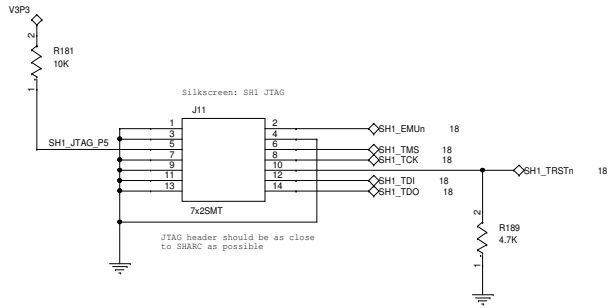 V3P3
2
R181
10K
1
Silkscreen: SH1 JTAG
J11
1 2
SH1_EMUn 18
3 4
SH1_JTAG_P5
5 6
SH1_TMS 18
7 8
SH1_TCK 18
9 10
SH1_TRSTn 18
11 12
SH1_TDI 18
13 14
SH1_TDO 18
7x2SMT
2
R189
4.7K
1
JTAG header should be as close
to SHARC as possible